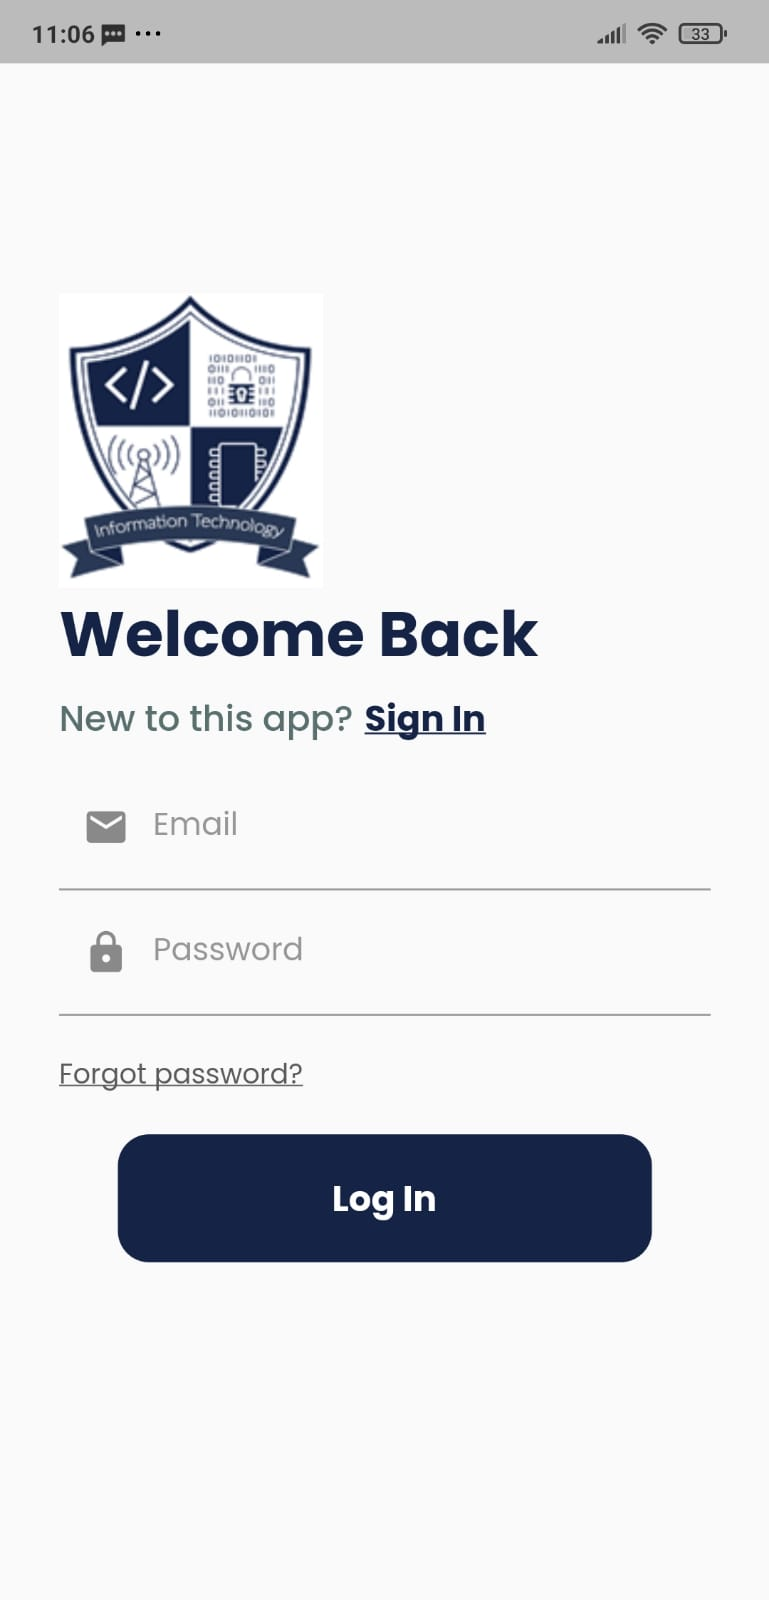 11:06
33
</>
Information Technology
Welcome Back
New to this app? Sign In
Email
Password
Forgot password?
Log In